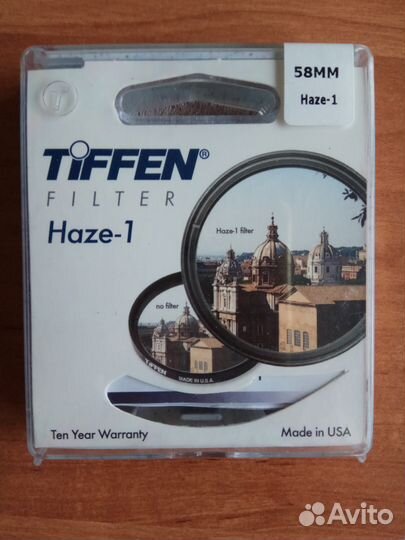 58MM
Haze-1
T
TIFFEN®
FILTER
Haze-1
Haze-1 filter
no filter
TIFFEN MADE IN U.S.A.
Ten Year Warranty
Made in USA
Avito